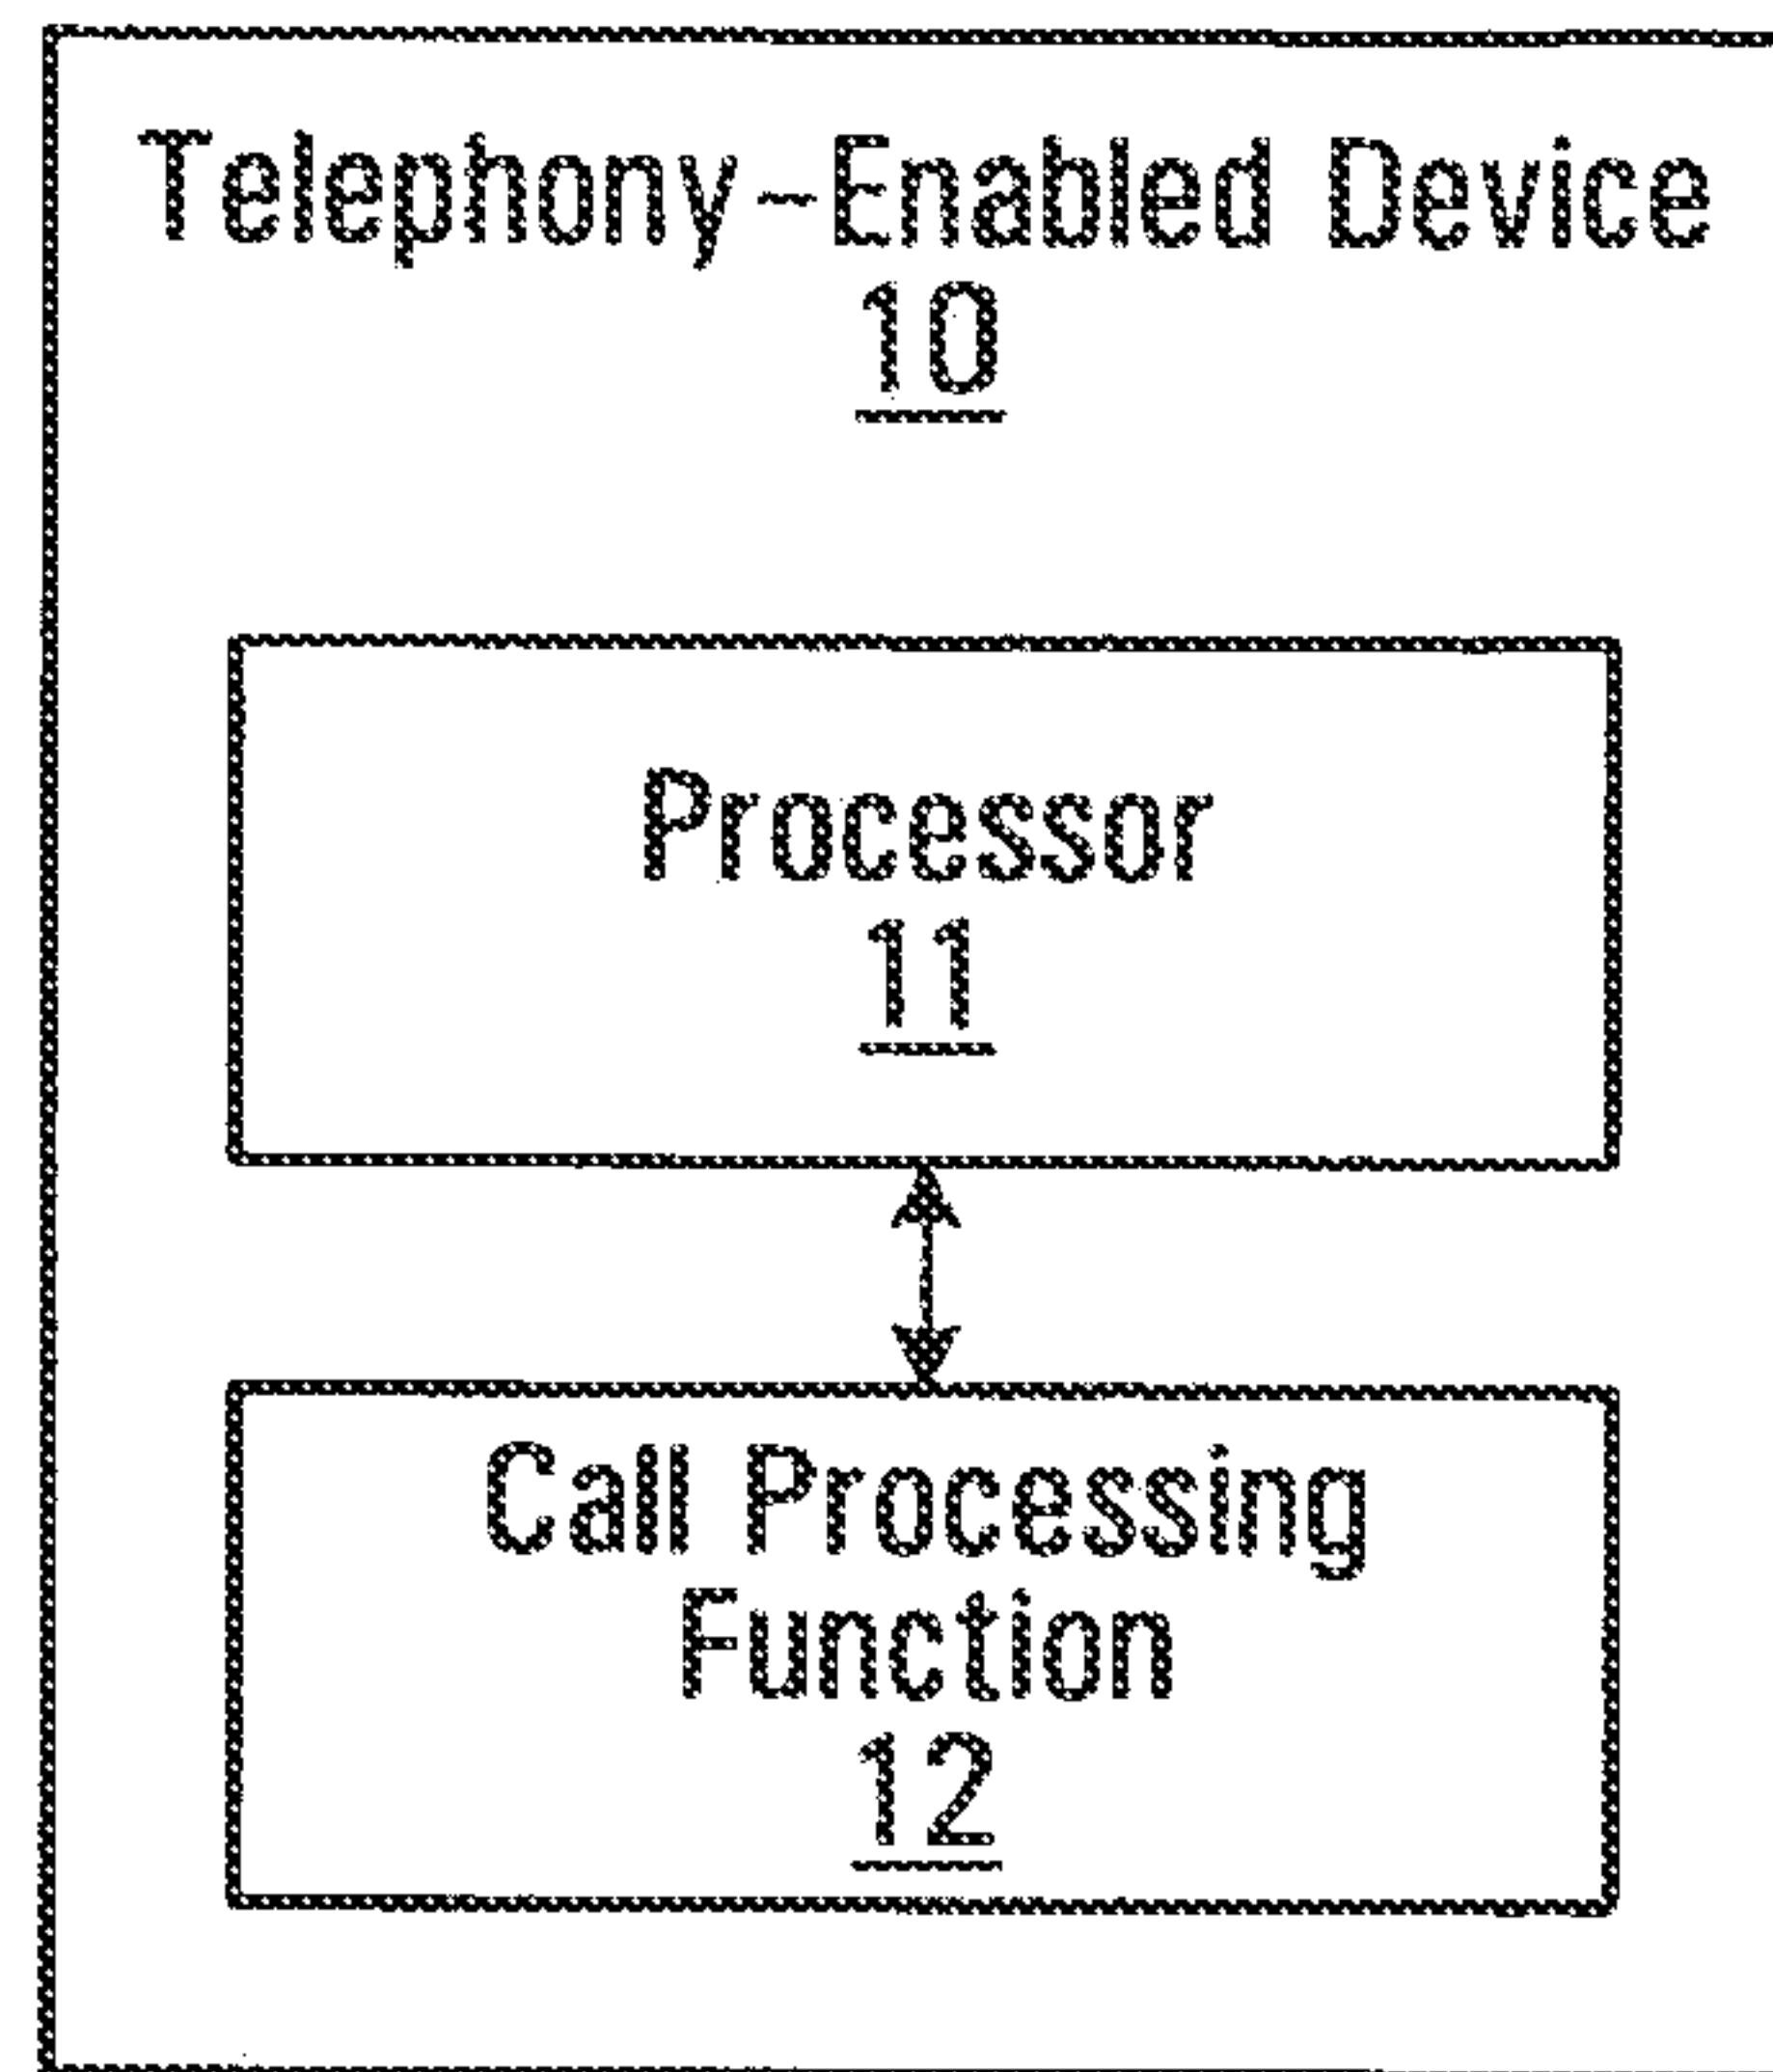 Telephony-Enabled Device
10
Processor
11
Call Processing
Function
12